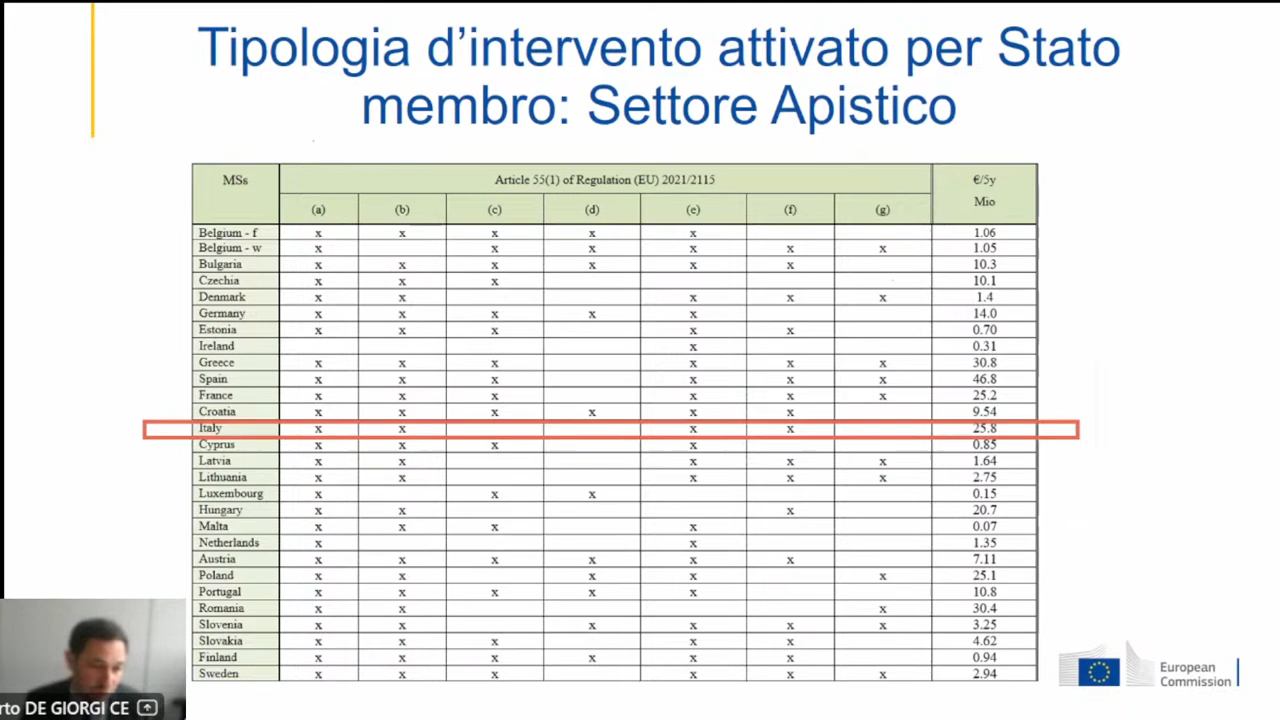 Tipologia d'intervento attivato per Stato
membro: Settore Apistico
MSs Article 55(1) of Regulation (EU) 2021/2115 €/5y
Mio
(a) (b) (c) (d) (e) (f) (g)
Belgium - f x x x x x 1.06
Belgium - w x x x x x x 1.05
Bulgaria x x x x x x 10.3
Czechia x x x 10.1
Denmark x x x x x 1.4
Germany x x x x x 14.0
Estonia x x x x x 0.70
Ireland x 0.31
Greece x x x x x x 30.8
Spain x x x x x x 46.8
France x x x x x x 25.2
Croatia x x x x x x 9.54
Italy x x x x 25.8
Cyprus x x x x 0.85
Latvia x x x x x 1.64
Lithuania x x x x x 2.75
Luxembourg x x x 0.15
Hungary x x x 20.7
Malta x x x x 0.07
Netherlands x x 1.35
Austria x x x x x x 7.11
Poland x x x x x 25.1
Portugal x x x x x 10.8
Romania x x x 30.4
Slovenia x x x x x x 3.25
Slovakia x x x x x 4.62
Finland x x x x x x 0.94
Sweden x x x x x x 2.94
European
Commission
rto DE GIORGI CE